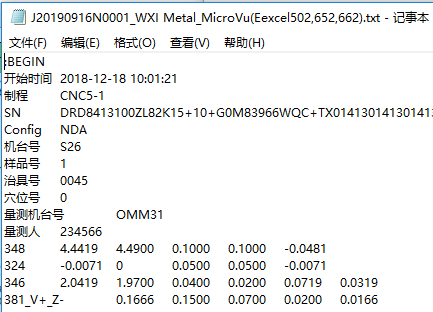 J20190916N0001_WXI Metal_MicroVu(Eexcel502,652,662).txt - 记事本
文件(F) 编辑(E) 格式(O) 查看(V) 帮助(H)
:BEGIN
开始时间 2018-12-18 10:01:21
制程 CNC5-1
SN DRD8413100ZL82K15+10+G0M83966WQC+TX014130141301413
Config NDA
机台号 S26
样品号 1
治具号 0045
穴位号 0
量测机台号 OMM31
量测人 234566
348 4.4419 4.4900 0.1000 0.1000 -0.0481
324 -0.0071 0 0.0500 0.0500 -0.0071
346 2.0419 1.9700 0.0400 0.0200 0.0719 0.0319
381_V+_Z- 0.1666 0.1500 0.0700 0.0200 0.0166